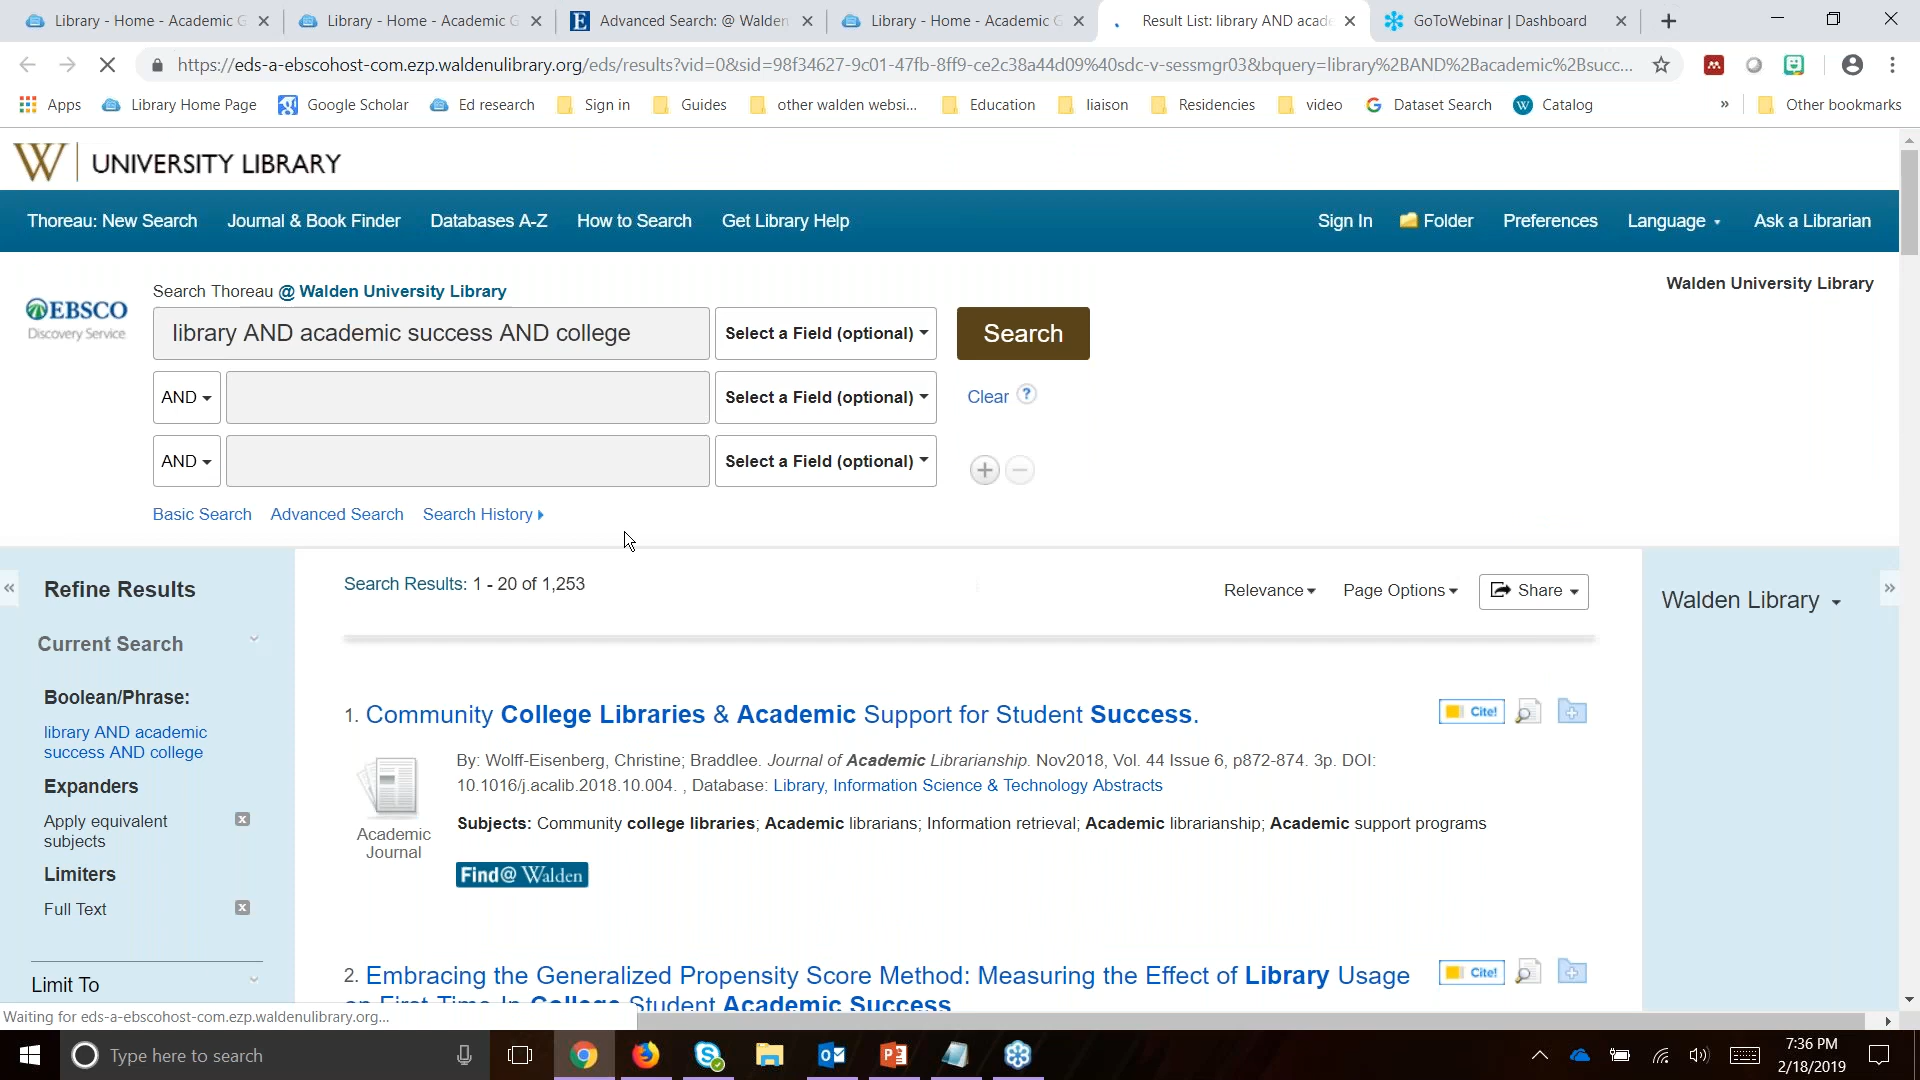 Library - Home - Academic G
Library - Home - Academic G
Advanced Search: @ Walden
Library - Home - Academic G
Result List: library AND acade
GoToWebinar | Dashboard
https://eds-a-ebscohost-com.ezp.waldenulibrary.org/eds/results?vid=0&sid=98f34627-9c01-47fb-8ff9-ce2c38a44d09%40sdc-v-sessmgr03&bquery=library%2BAND%2Bacademic%2Bsucc...
Apps
Library Home Page
Google Scholar
Ed research
Sign in
Guides
other walden websi...
Education
liaison
Residencies
video
Dataset Search
W
Catalog
»
Other bookmarks
W UNIVERSITY LIBRARY
Thoreau: New Search
Journal & Book Finder
Databases A-Z
How to Search
Get Library Help
Sign In
Folder
Preferences
Language
Ask a Librarian
EBSCO
Discovery Service
Search Thoreau @ Walden University Library
Walden University Library
library AND academic success AND college
Select a Field (optional)
Search
AND
Select a Field (optional)
Clear ?
AND
Select a Field (optional)
Basic Search
Advanced Search
Search History
«
Refine Results
Search Results: 1 - 20 of 1,253
Relevance
Page Options
Share
Walden Library
»
Current Search
Boolean/Phrase:
library AND academic
success AND college
Expanders
Apply equivalent
subjects
Limiters
Full Text
Limit To
1. Community College Libraries & Academic Support for Student Success.
Cite!
By: Wolff-Eisenberg, Christine; Braddlee. Journal of Academic Librarianship. Nov2018, Vol. 44 Issue 6, p872-874. 3p. DOI:
10.1016/j.acalib.2018.10.004. , Database: Library, Information Science & Technology Abstracts
Academic
Journal
Subjects: Community college libraries; Academic librarians; Information retrieval; Academic librarianship; Academic support programs
Find@ Walden
2. Embracing the Generalized Propensity Score Method: Measuring the Effect of Library Usage
on First-Time-In-College Student Academic Success
Cite!
Waiting for eds-a-ebscohost-com.ezp.waldenulibrary.org...
Type here to search
7:36 PM
2/18/2019